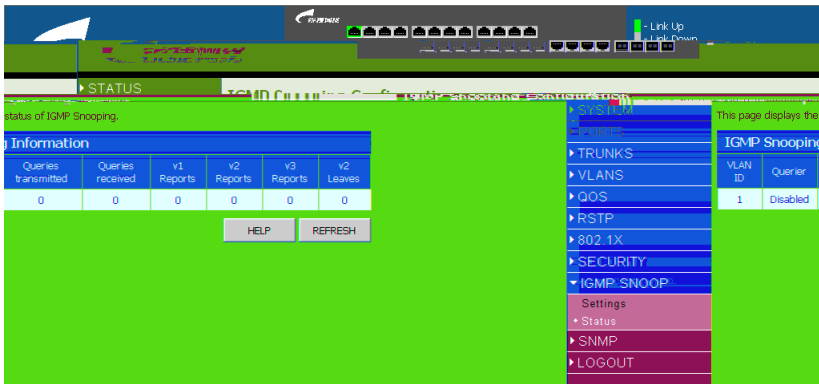 - Link Up
- Link Down
STATUS
SYSTEM
status of IGMP Snooping.
This page displays the
PORTS
Information
IGMP Snooping
TRUNKS
VLANS
Queries transmitted
Queries received
v1 Reports
v2 Reports
v3 Reports
v2 Leaves
VLAN ID
Querier
0 0 0 0 0 0
QOS
1 Disabled
RSTP
HELP REFRESH
802.1X
SECURITY
IGMP SNOOP
Settings
Status
SNMP
LOGOUT